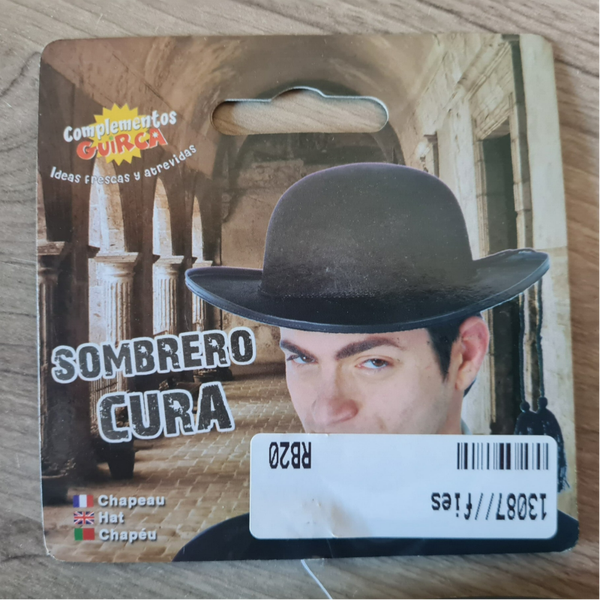 Complementos
GUIRCA
Ideas frescas y atrevidas
SOMBRERO
CURA
Chapeau
Hat
Chapéu
13087//fies
RB20